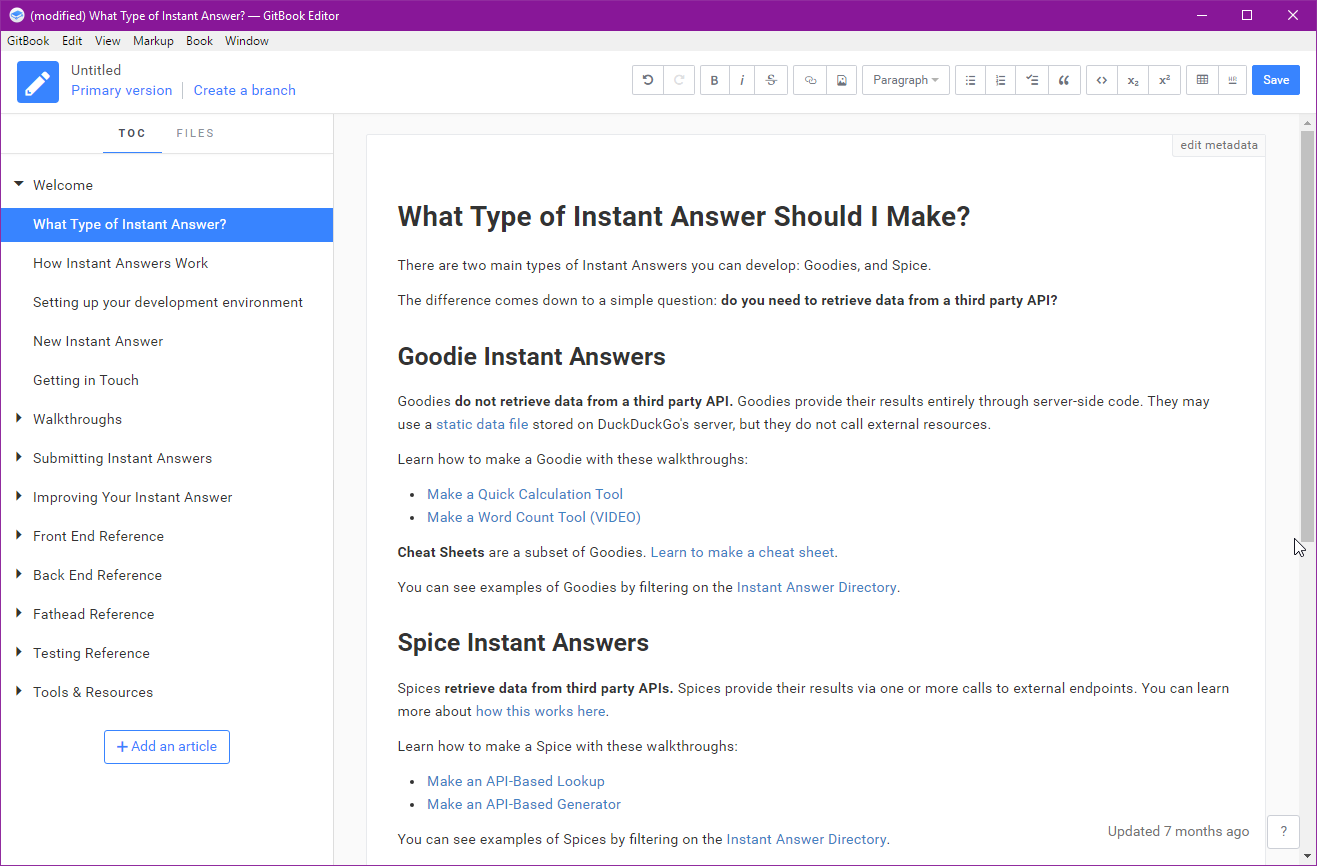 (modified) What Type of Instant Answer? — GitBook Editor
GitBook Edit View Markup Book Window
Untitled
Primary version Create a branch
B i S Paragraph “ <> x₂ x² Save
TOC FILES
Welcome
What Type of Instant Answer?
How Instant Answers Work
Setting up your development environment
New Instant Answer
Getting in Touch
Walkthroughs
Submitting Instant Answers
Improving Your Instant Answer
Front End Reference
Back End Reference
Fathead Reference
Testing Reference
Tools & Resources
+ Add an article
edit metadata
What Type of Instant Answer Should I Make?
There are two main types of Instant Answers you can develop: Goodies, and Spice.
The difference comes down to a simple question: do you need to retrieve data from a third party API?
Goodie Instant Answers
Goodies do not retrieve data from a third party API. Goodies provide their results entirely through server-side code. They may
use a static data file stored on DuckDuckGo's server, but they do not call external resources.
Learn how to make a Goodie with these walkthroughs:
• Make a Quick Calculation Tool
• Make a Word Count Tool (VIDEO)
Cheat Sheets are a subset of Goodies. Learn to make a cheat sheet.
You can see examples of Goodies by filtering on the Instant Answer Directory.
Spice Instant Answers
Spices retrieve data from third party APIs. Spices provide their results via one or more calls to external endpoints. You can learn
more about how this works here.
Learn how to make a Spice with these walkthroughs:
• Make an API-Based Lookup
• Make an API-Based Generator
You can see examples of Spices by filtering on the Instant Answer Directory.
Updated 7 months ago ?